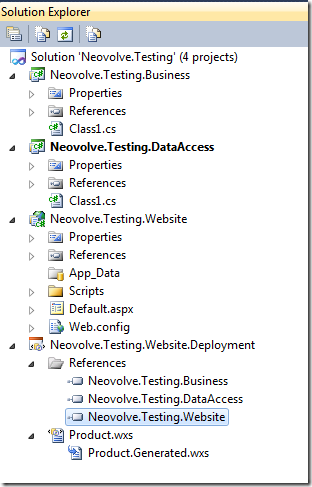 Solution Explorer
Solution 'Neovolve.Testing' (4 projects)
Neovolve.Testing.Business
Properties
References
Class1.cs
Neovolve.Testing.DataAccess
Properties
References
Class1.cs
Neovolve.Testing.Website
Properties
References
App_Data
Scripts
Default.aspx
Web.config
Neovolve.Testing.Website.Deployment
References
Neovolve.Testing.Business
Neovolve.Testing.DataAccess
Neovolve.Testing.Website
Product.wxs
Product.Generated.wxs